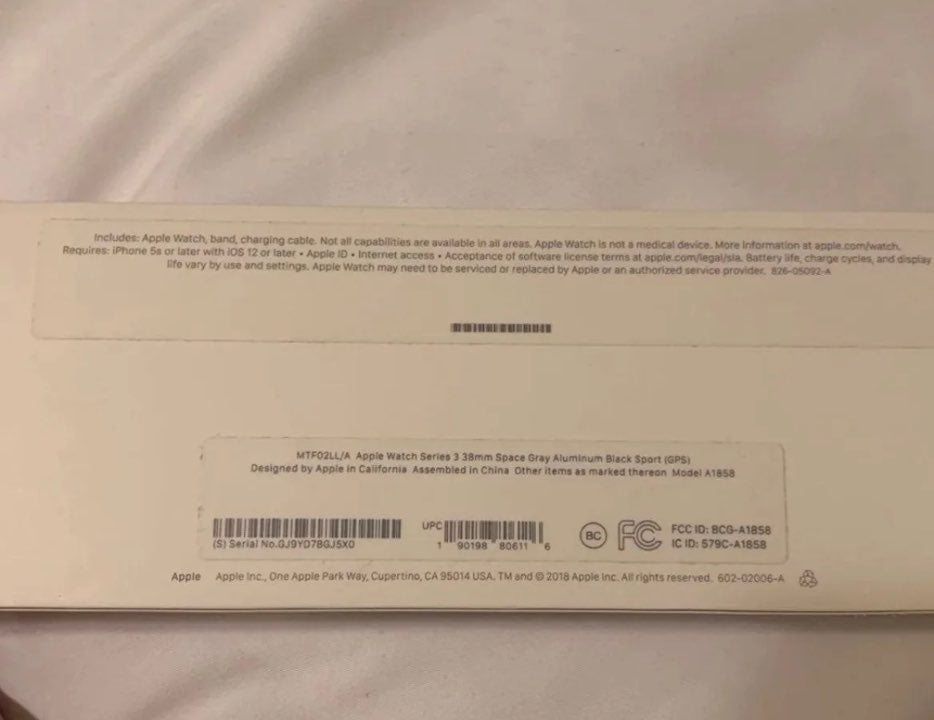 Includes: Apple Watch, band, charging cable. Not all capabilities are available in all areas. Apple Watch is not a medical device. More information at apple.com/watch.
Requires: iPhone 5s or later with iOS 12 or later • Apple ID • Internet access • Acceptance of software license terms at apple.com/legal/sla. Battery life, charge cycles, and display
life vary by use and settings. Apple Watch may need to be serviced or replaced by Apple or an authorized service provider. 826-05092-A
MTF02LL/A Apple Watch Series 3 38mm Space Gray Aluminum Black Sport (GPS)
Designed by Apple in California Assembled in China Other items as marked thereon Model A1858
(S) Serial No.GJ9YD78GJ5X0
UPC
1 90198 80611 6
BC
FC
FCC ID: BCG-A1858
IC ID: 579C-A1858
Apple Apple Inc., One Apple Park Way, Cupertino, CA 95014 USA. TM and © 2018 Apple Inc. All rights reserved. 602-02006-A